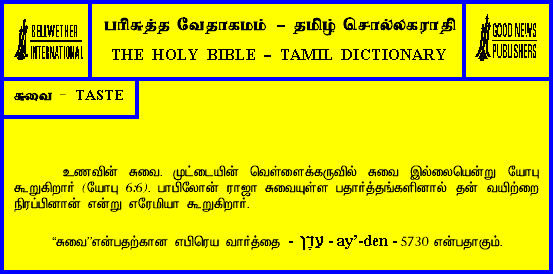 BELLWETHER
INTERNATIONAL
பரிசுத்த வேதாகமம் – தமிழ் சொல்லகராதி
THE HOLY BIBLE – TAMIL DICTIONARY
GOOD NEWS
PUBLISHERS
சுவை – TASTE
உணவின் சுவை. முட்டையின் வெள்ளைக்கருவில் சுவை இல்லையென்று யோபு
கூறுகிறார் (யோபு 6:6). பாபிலோன் ராஜா சுவையுள்ள பதார்த்தங்களினால் தன் வயிற்றை
நிரப்பினான் என்று எரேமியா கூறுகிறார்.
“சுவை”என்பதற்கான எபிரெய வார்த்தை - עֵדֶן - ay’-den - 5730 என்பதாகும்.